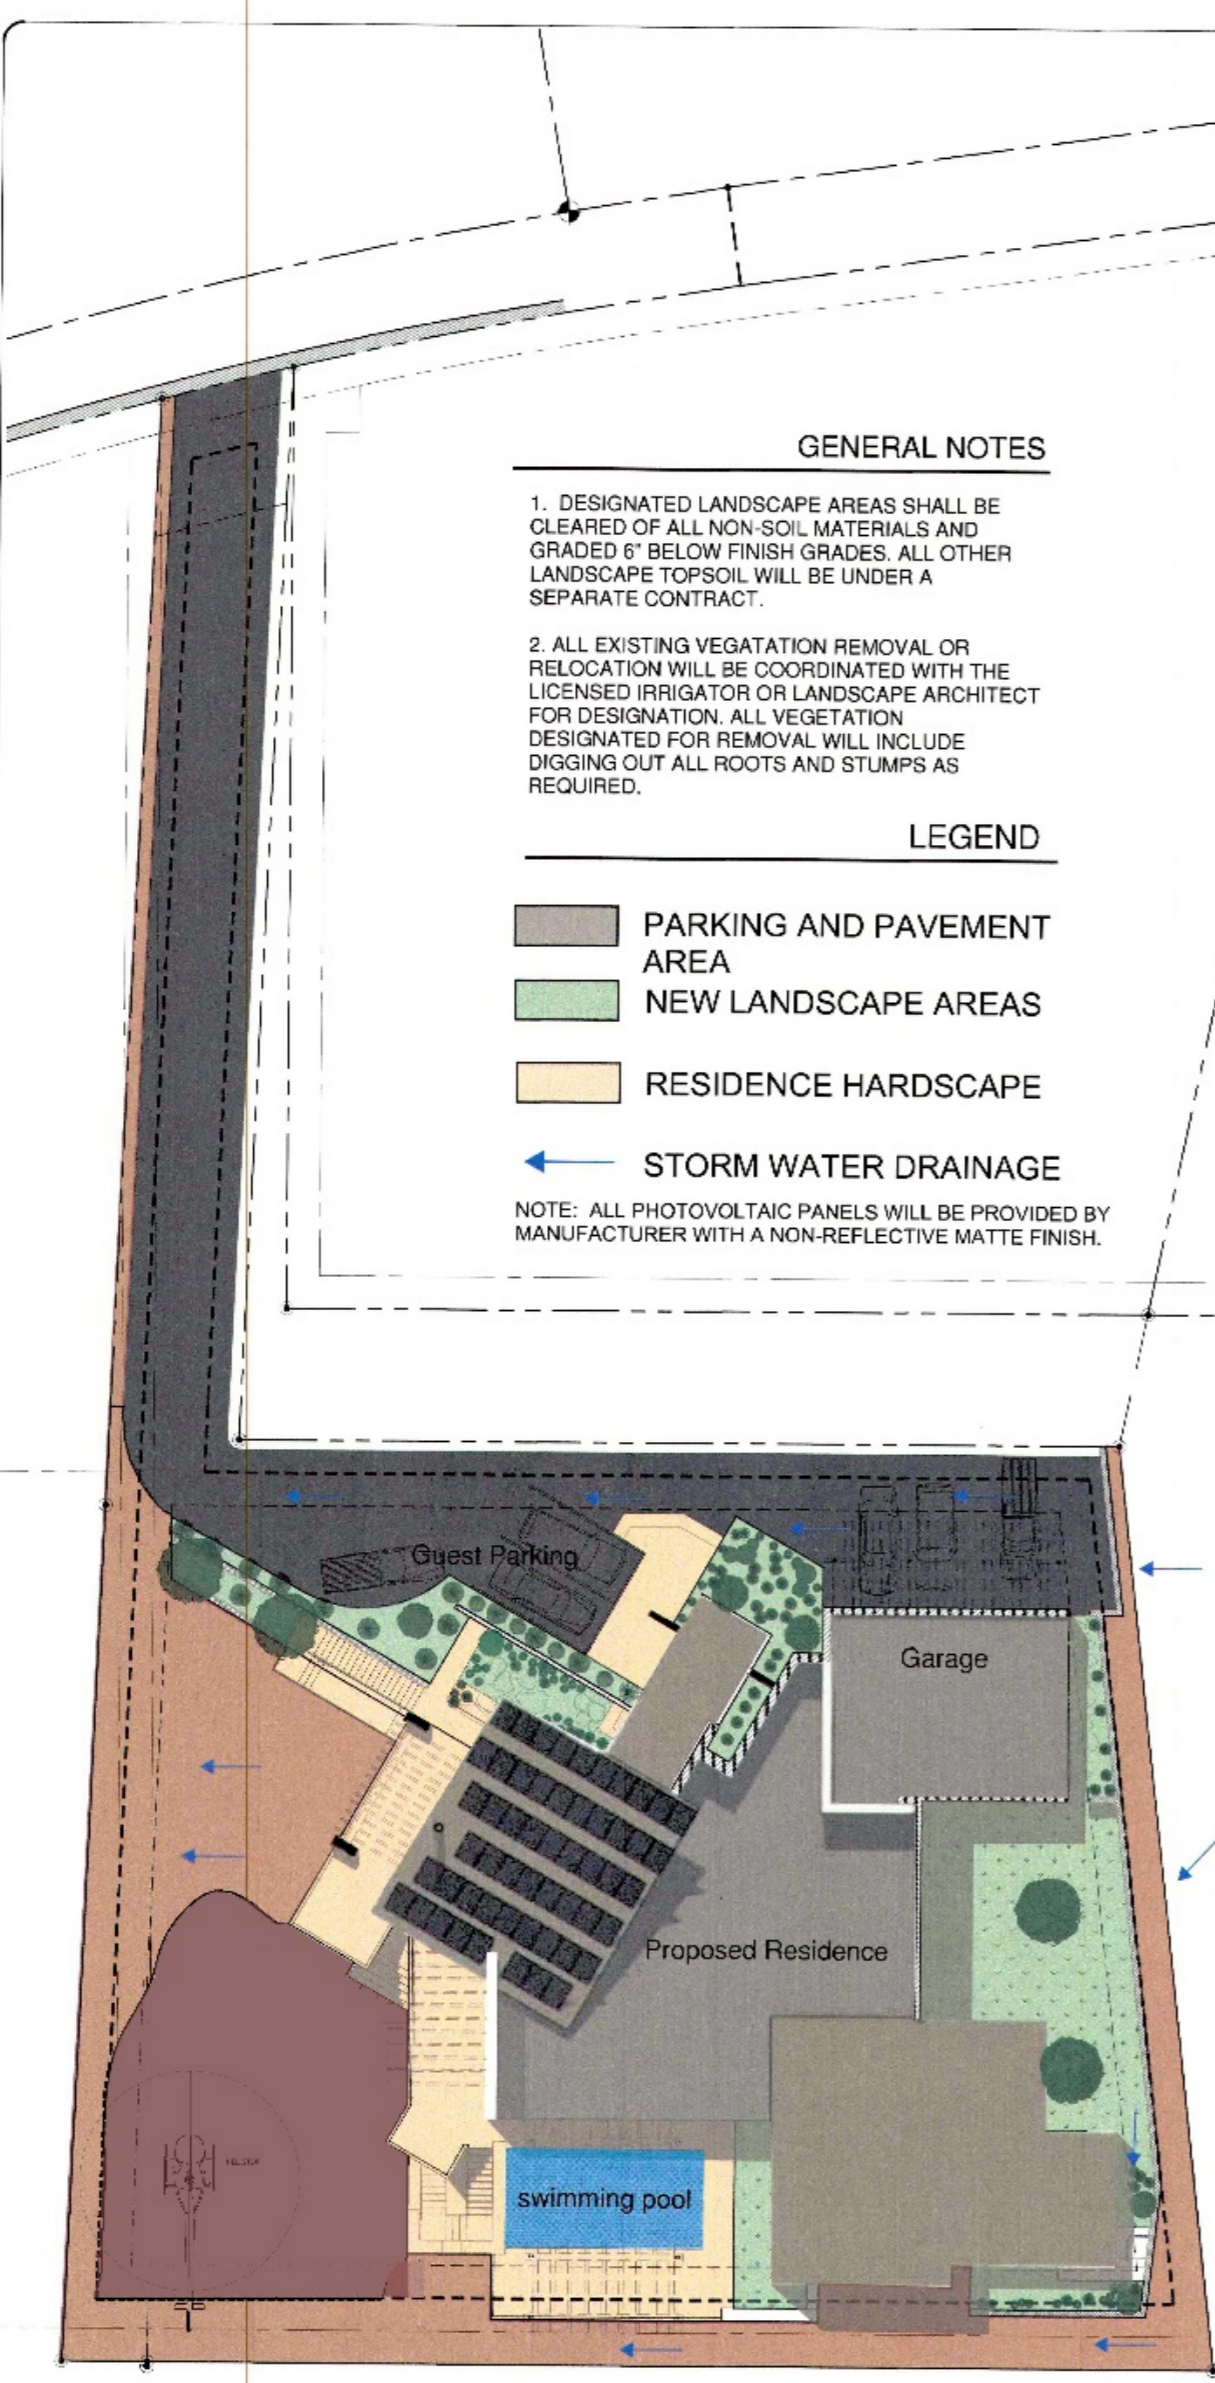 GENERAL NOTES
1. DESIGNATED LANDSCAPE AREAS SHALL BE
CLEARED OF ALL NON-SOIL MATERIALS AND
GRADED 6" BELOW FINISH GRADES. ALL OTHER
LANDSCAPE TOPSOIL WILL BE UNDER A
SEPARATE CONTRACT.
2. ALL EXISTING VEGATATION REMOVAL OR
RELOCATION WILL BE COORDINATED WITH THE
LICENSED IRRIGATOR OR LANDSCAPE ARCHITECT
FOR DESIGNATION. ALL VEGETATION
DESIGNATED FOR REMOVAL WILL INCLUDE
DIGGING OUT ALL ROOTS AND STUMPS AS
REQUIRED.
LEGEND
PARKING AND PAVEMENT
AREA
NEW LANDSCAPE AREAS
RESIDENCE HARDSCAPE
STORM WATER DRAINAGE
NOTE: ALL PHOTOVOLTAIC PANELS WILL BE PROVIDED BY
MANUFACTURER WITH A NON-REFLECTIVE MATTE FINISH.
Guest Parking
Garage
Proposed Residence
swimming pool